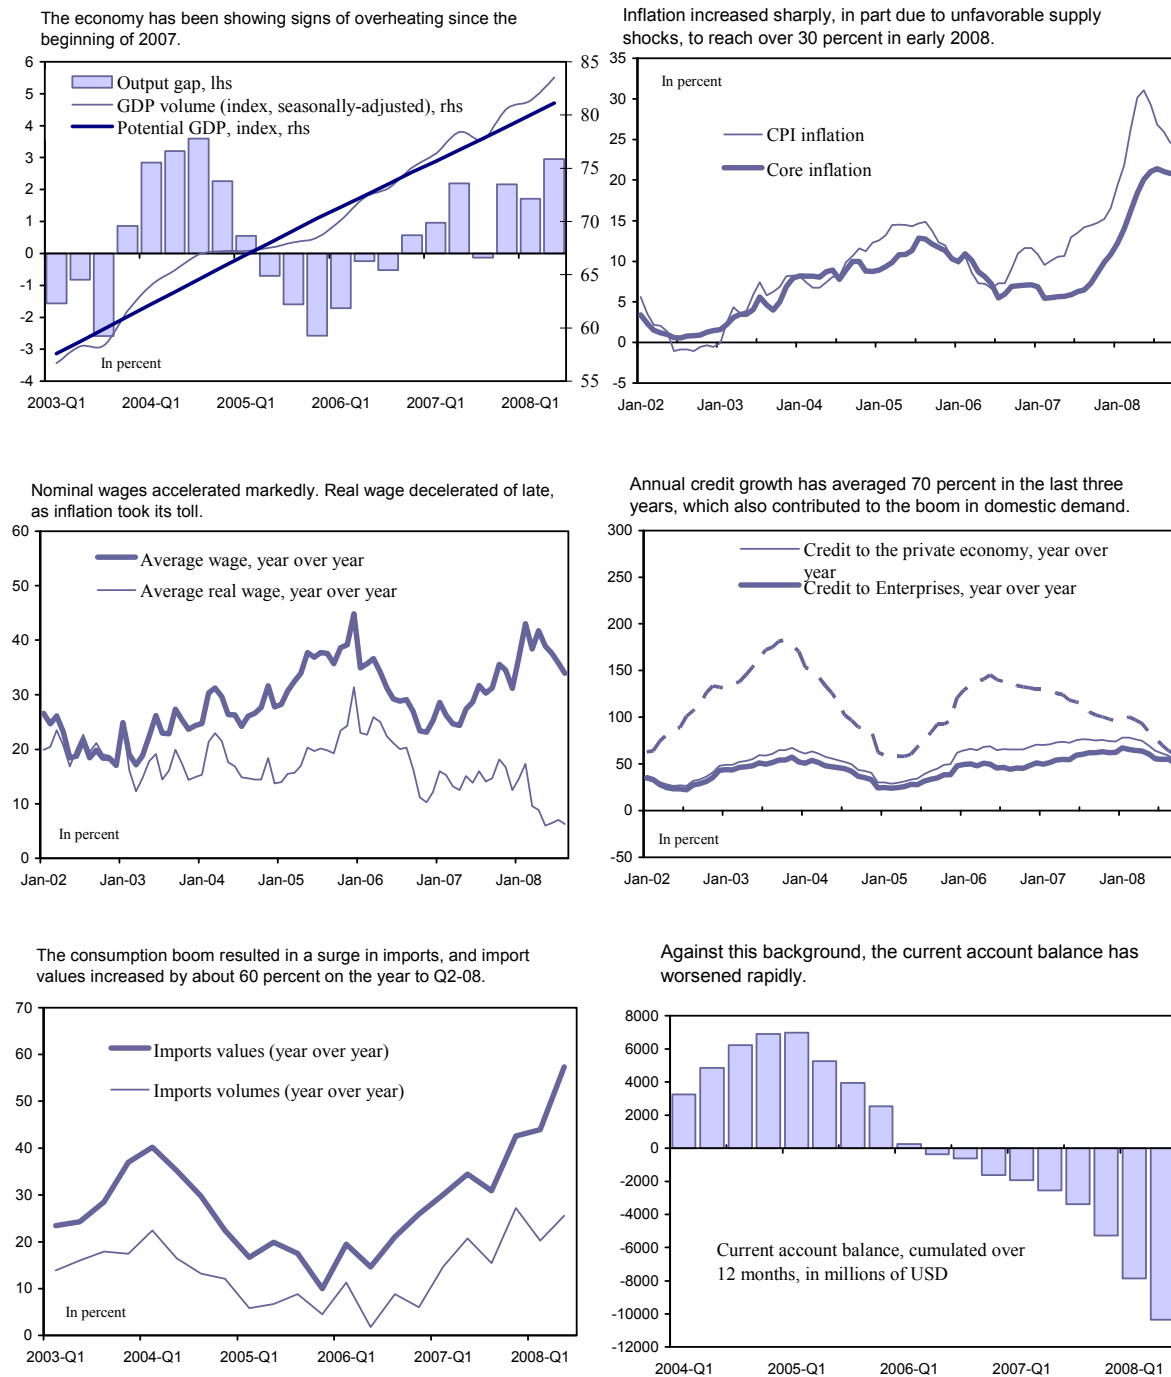 The economy has been showing signs of overheating since the
beginning of 2007.
6
5
4
3
2
1
0
-1
-2
-3
-4
85
80
75
70
65
60
55
Output gap, lhs
GDP volume (index, seasonally-adjusted), rhs
Potential GDP, index, rhs
In percent
2003-Q1 2004-Q1 2005-Q1 2006-Q1 2007-Q1 2008-Q1
Inflation increased sharply, in part due to unfavorable supply
shocks, to reach over 30 percent in early 2008.
35
30
25
20
15
10
5
0
-5
In percent
CPI inflation
Core inflation
Jan-02 Jan-03 Jan-04 Jan-05 Jan-06 Jan-07 Jan-08
Nominal wages accelerated markedly. Real wage decelerated of late,
as inflation took its toll.
60
50
40
30
20
10
0
Average wage, year over year
Average real wage, year over year
In percent
Jan-02 Jan-03 Jan-04 Jan-05 Jan-06 Jan-07 Jan-08
Annual credit growth has averaged 70 percent in the last three
years, which also contributed to the boom in domestic demand.
300
250
200
150
100
50
0
-50
Credit to the private economy, year over
year
Credit to Enterprises, year over year
In percent
Jan-02 Jan-03 Jan-04 Jan-05 Jan-06 Jan-07 Jan-08
The consumption boom resulted in a surge in imports, and import
values increased by about 60 percent on the year to Q2-08.
70
60
50
40
30
20
10
0
Imports values (year over year)
Imports volumes (year over year)
In percent
2003-Q1 2004-Q1 2005-Q1 2006-Q1 2007-Q1 2008-Q1
Against this background, the current account balance has
worsened rapidly.
8000
6000
4000
2000
0
-2000
-4000
-6000
-8000
-10000
-12000
Current account balance, cumulated over
12 months, in millions of USD
2004-Q1 2005-Q1 2006-Q1 2007-Q1 2008-Q1